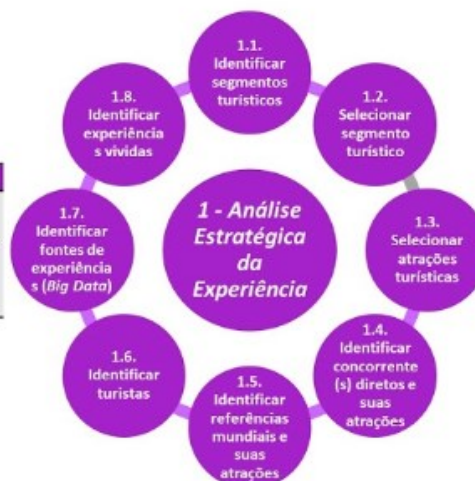 1.1.
Identificar
segmentos
turísticos
1.2.
Selecionar
segmento
turístico
1.3.
Selecionar
atrações
turísticas
1.4.
Identificar
concorrente
(s) diretos e
suas
atrações
1.5.
Identificar
referências
mundiais e
suas
atrações
1.6.
Identificar
turistas
1.7.
Identificar
fontes de
experiência
s (Big Data)
1.8.
Identificar
experiência
s vividas
1 - Análise
Estratégica
da
Experiência